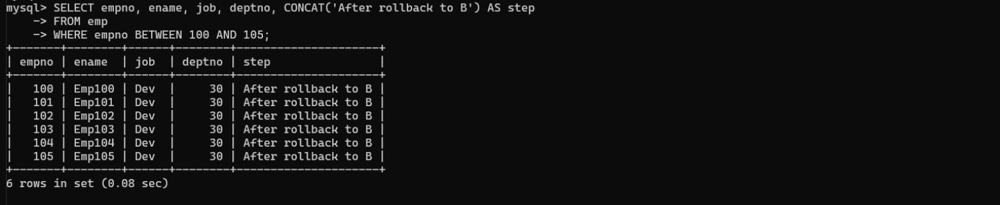 mysql> SELECT empno, ename, job, deptno, CONCAT('After rollback to B') AS step
    -> FROM emp
    -> WHERE empno BETWEEN 100 AND 105;
+-------+--------+------+--------+---------------------+
| empno | ename  | job  | deptno | step                |
+-------+--------+------+--------+---------------------+
|   100 | Emp100 | Dev  |     30 | After rollback to B |
|   101 | Emp101 | Dev  |     30 | After rollback to B |
|   102 | Emp102 | Dev  |     30 | After rollback to B |
|   103 | Emp103 | Dev  |     30 | After rollback to B |
|   104 | Emp104 | Dev  |     30 | After rollback to B |
|   105 | Emp105 | Dev  |     30 | After rollback to B |
+-------+--------+------+--------+---------------------+
6 rows in set (0.08 sec)